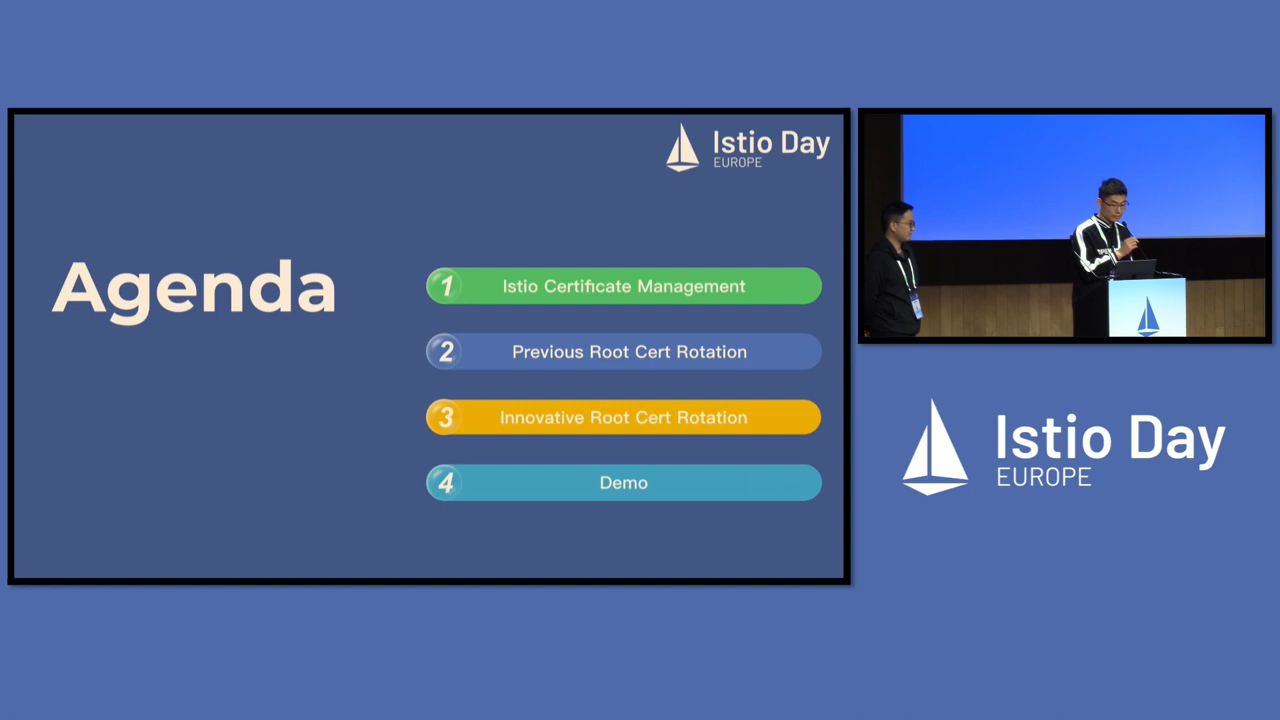 Istio Day
EUROPE
Agenda
1 Istio Certificate Management
2 Previous Root Cert Rotation
3 Innovative Root Cert Rotation
4 Demo
Istio Day
EUROPE